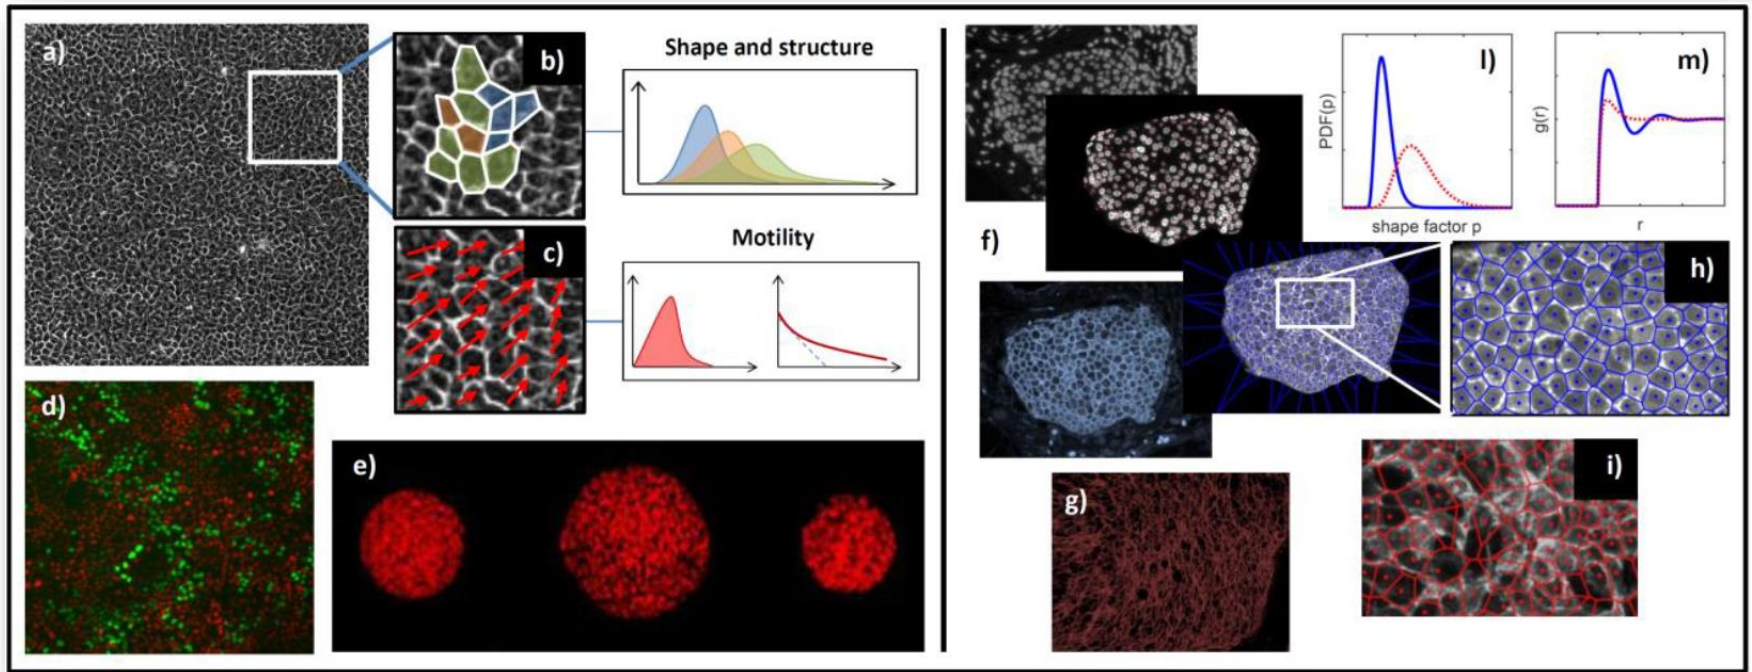 a)
b)
Shape and structure
c)
Motility
d)
e)
f)
g)
h)
i)
l)
PDF(p)
shape factor p
m)
g(r)
r